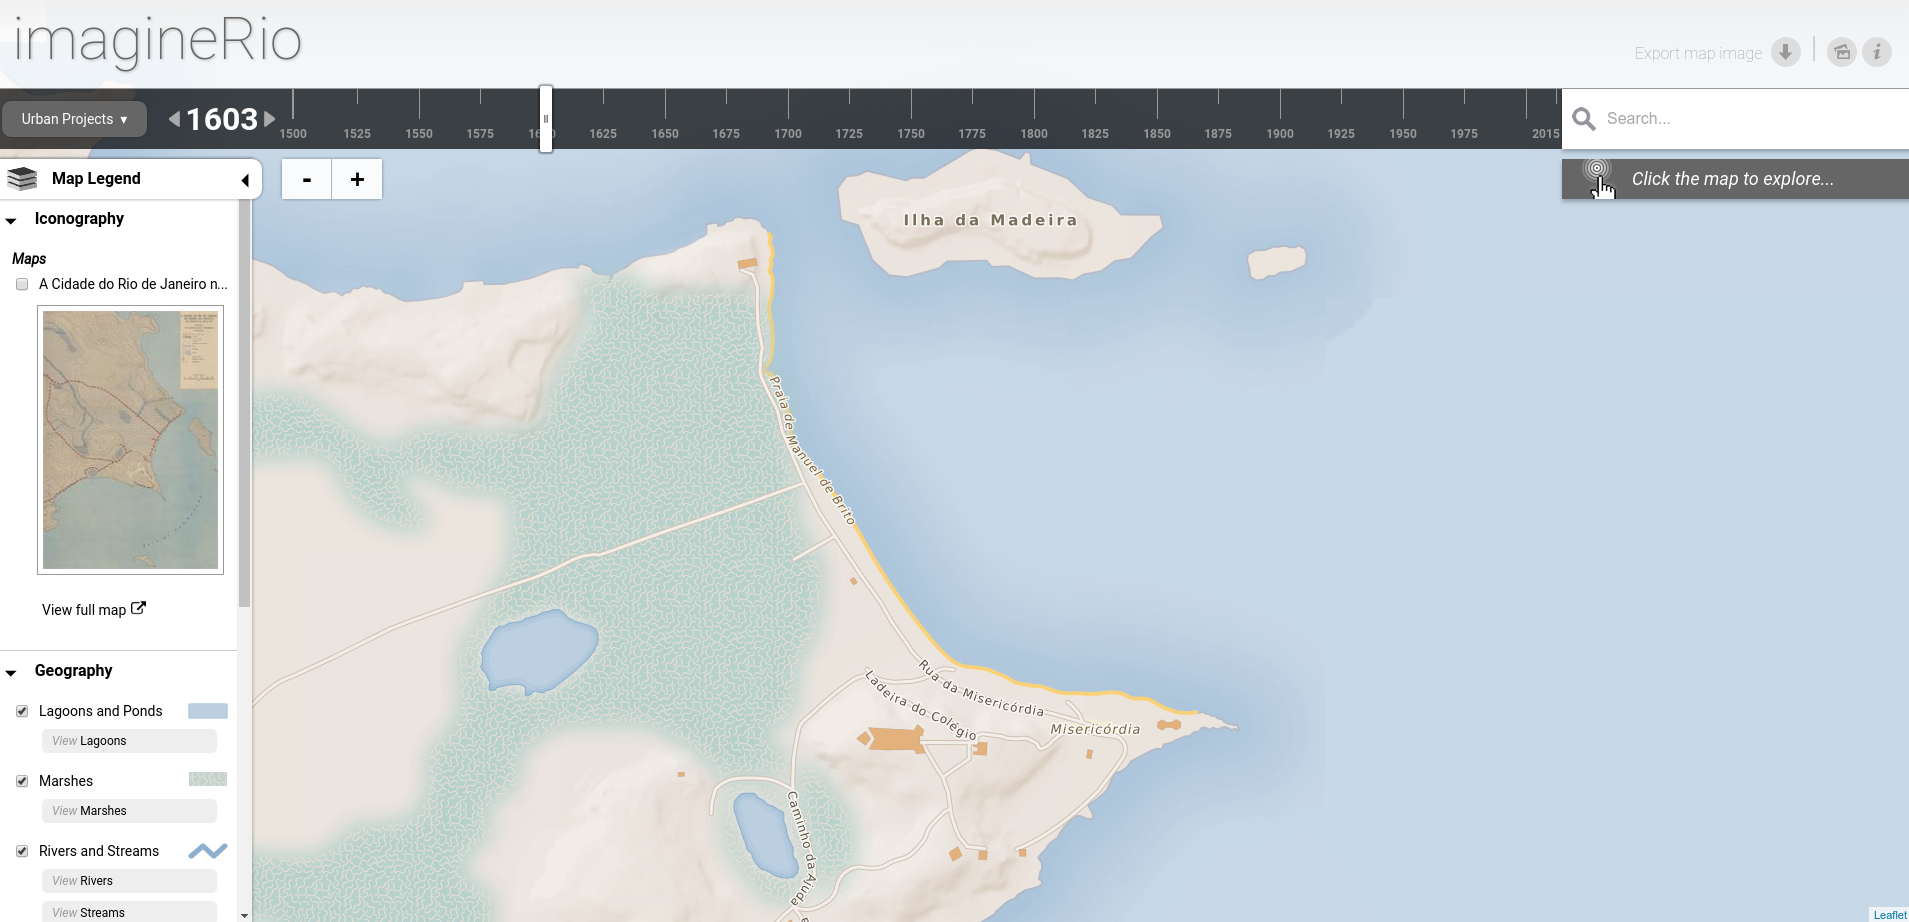 imagineRio
Export map image
Urban Projects ▾
1603
1500 1525 1550 1575 1600 1625 1650 1675 1700 1725 1750 1775 1800 1825 1850 1875 1900 1925 1950 1975 2015
Search...
Map Legend
- +
Click the map to explore...
Iconography
Maps
A Cidade do Rio de Janeiro n...
View full map
Geography
Lagoons and Ponds
View Lagoons
Marshes
View Marshes
Rivers and Streams
View Rivers
View Streams
Ilha da Madeira
Praia de Manuel de Brito
Rua da Misericórdia
Ladeira do Colégio
Misericórdia
Caminho da Ajuda
Leaflet